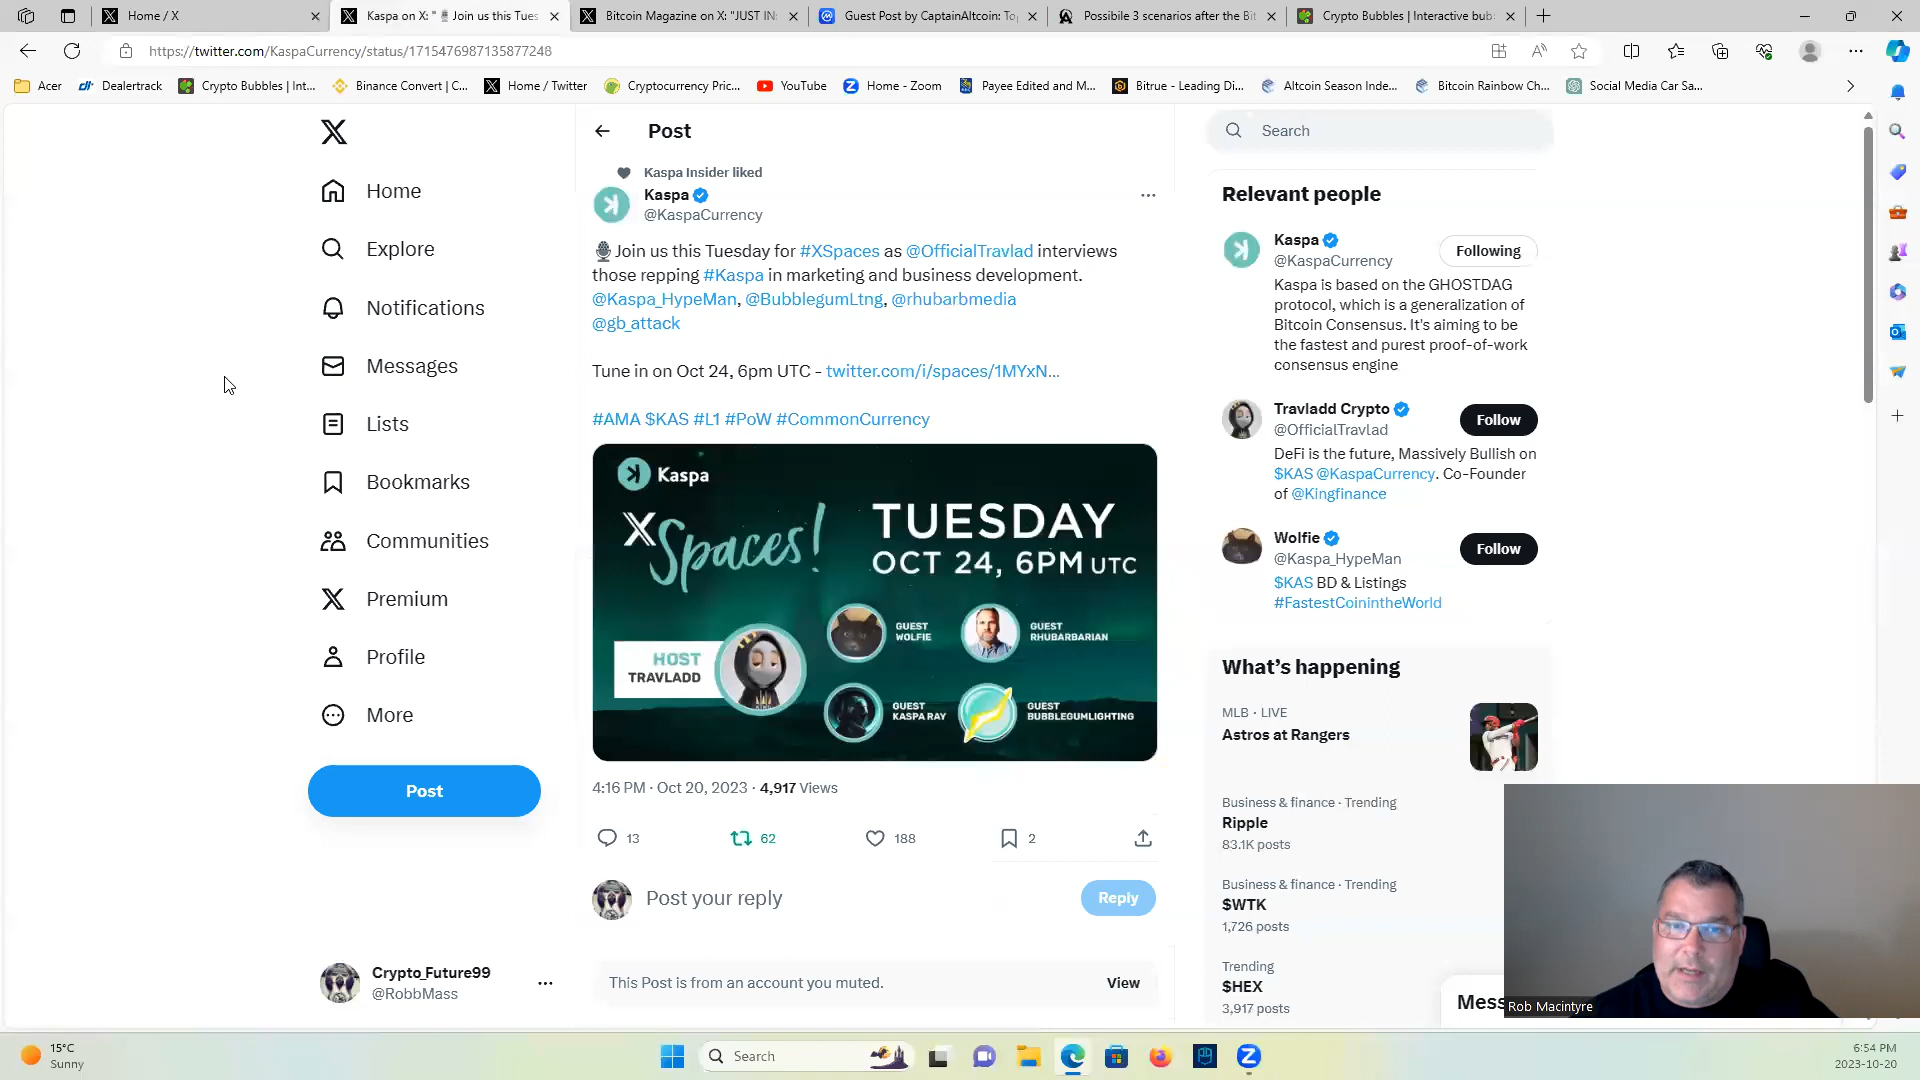 Home / X
Kaspa on X: "🎙Join us this Tues
Bitcoin Magazine on X: "JUST IN:
Guest Post by CaptainAltcoin: To
Possibile 3 scenarios after the Bit
Crypto Bubbles | Interactive bub
https://twitter.com/KaspaCurrency/status/1715476987135877248
Acer
Dealertrack
Crypto Bubbles | Int...
Binance Convert | C...
Home / Twitter
Cryptocurrency Pric...
YouTube
Home - Zoom
Payee Edited and M...
Bitrue - Leading Di...
Altcoin Season Inde...
Bitcoin Rainbow Ch...
Social Media Car Sa...
Home
Explore
Notifications
Messages
Lists
Bookmarks
Communities
Premium
Profile
More
Post
Crypto_Future99
@RobbMass
Post
Kaspa Insider liked
Kaspa
@KaspaCurrency
🎙Join us this Tuesday for #XSpaces as @OfficialTravlad interviews
those repping #Kaspa in marketing and business development.
@Kaspa_HypeMan, @BubblegumLtng, @rhubarbmedia
@gb_attack
Tune in on Oct 24, 6pm UTC - twitter.com/i/spaces/1MYxN...
#AMA $KAS #L1 #PoW #CommonCurrency
Kaspa
X Spaces!
TUESDAY
OCT 24, 6PM UTC
HOST
TRAVLADD
GUEST
WOLFIE
GUEST
RHUBARBARIAN
GUEST
KASPA RAY
GUEST
BUBBLEGUMLIGHTING
4:16 PM · Oct 20, 2023 · 4,917 Views
13
62
188
2
Post your reply
Reply
This Post is from an account you muted.
View
Search
Relevant people
Kaspa
@KaspaCurrency
Following
Kaspa is based on the GHOSTDAG
protocol, which is a generalization of
Bitcoin Consensus. It's aiming to be
the fastest and purest proof-of-work
consensus engine
Travladd Crypto
@OfficialTravlad
Follow
DeFi is the future, Massively Bullish on
$KAS @KaspaCurrency. Co-Founder
of @Kingfinance
Wolfie
@Kaspa_HypeMan
Follow
$KAS BD & Listings
#FastestCoinintheWorld
What's happening
MLB · LIVE
Astros at Rangers
Business & finance · Trending
Ripple
83.1K posts
Business & finance · Trending
$WTK
1,726 posts
Trending
$HEX
3,917 posts
Mess
Rob Macintyre
15°C
Sunny
Search
6:54 PM
2023-10-20